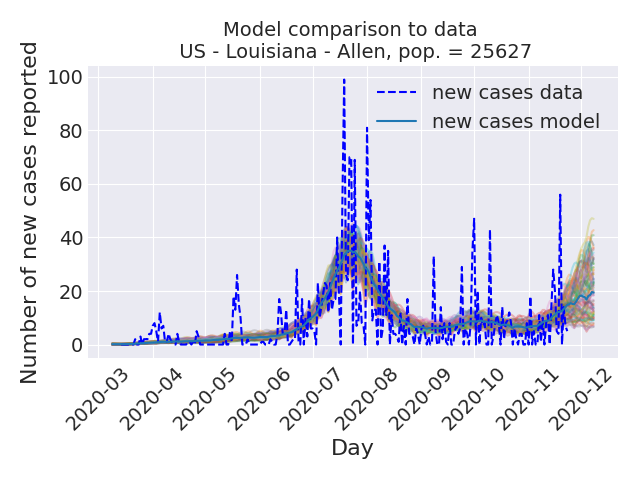 Model comparison to data
US - Louisiana - Allen, pop. = 25627
Number of new cases reported
100
80
60
40
20
0
new cases data
new cases model
2020-03
2020-04
2020-05
2020-06
2020-07
2020-08
2020-09
2020-10
2020-11
2020-12
Day